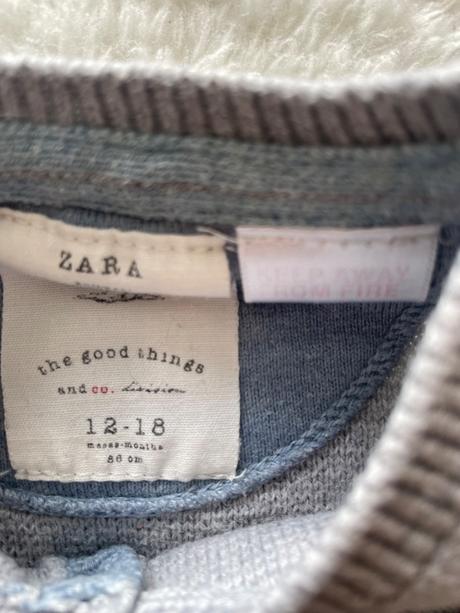 ZARA
KEEP AWAY
FROM FIRE
the good things
and co. division
12-18
meses-months
86 cm